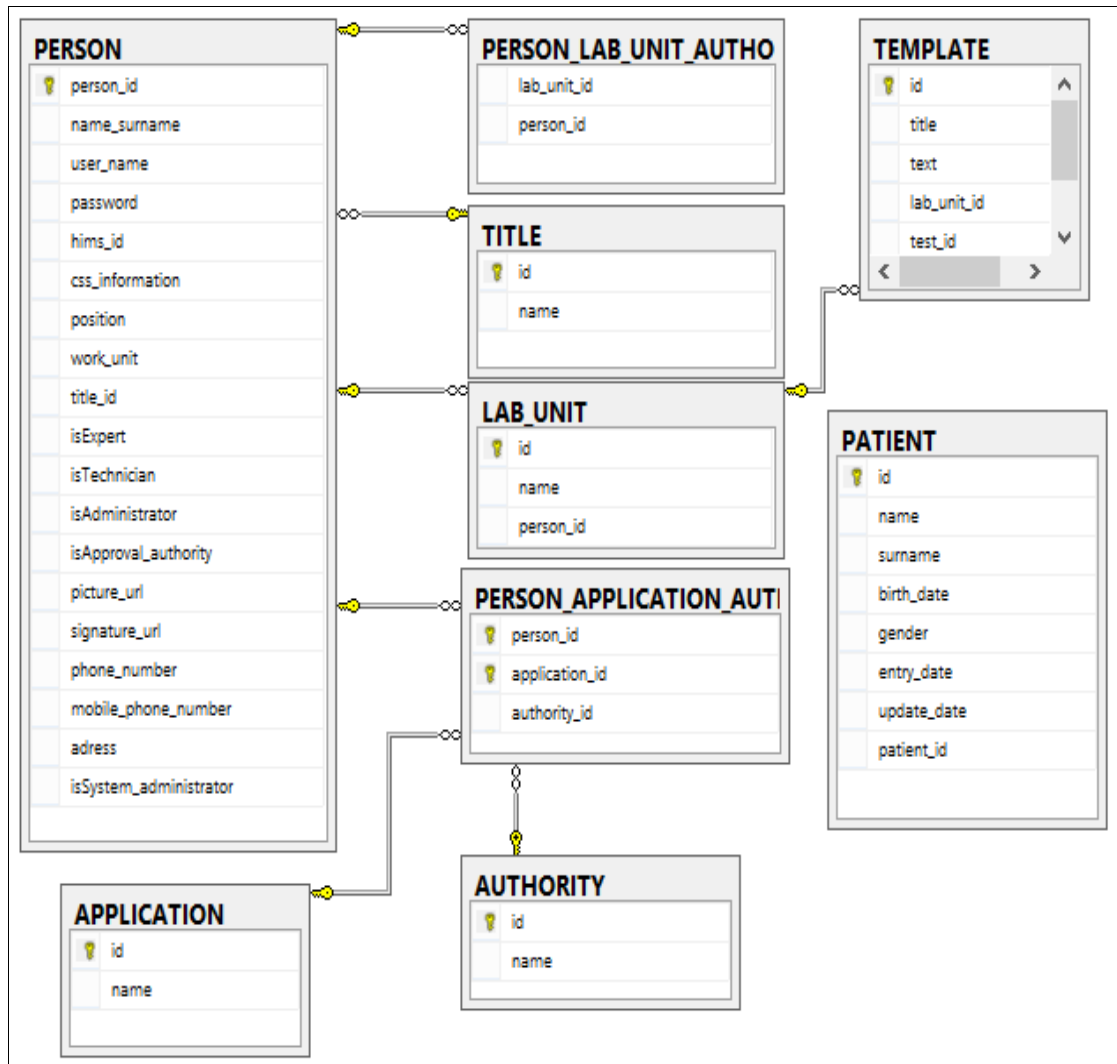 PERSON
person_id
name_surname
user_name
password
hims_id
css_information
position
work_unit
title_id
isExpert
isTechnician
isAdministrator
isApproval_authority
picture_url
signature_url
phone_number
mobile_phone_number
adress
isSystem_administrator
PERSON_LAB_UNIT_AUTHO
lab_unit_id
person_id
TITLE
id
name
LAB_UNIT
id
name
person_id
PERSON_APPLICATION_AUTI
person_id
application_id
authority_id
TEMPLATE
id
title
text
lab_unit_id
test_id
PATIENT
id
name
surname
birth_date
gender
entry_date
update_date
patient_id
APPLICATION
id
name
AUTHORITY
id
name